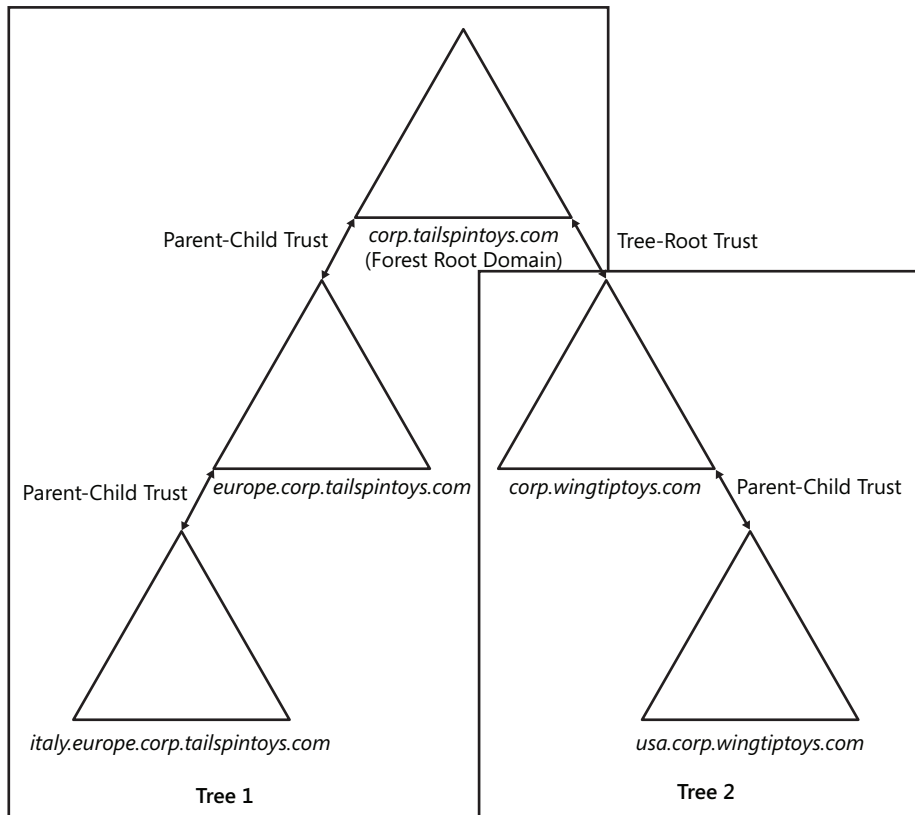 Parent-Child Trust
corp.tailspintoys.com
(Forest Root Domain)
Tree-Root Trust
Parent-Child Trust
europe.corp.tailspintoys.com
corp.wingtiptoys.com
Parent-Child Trust
italy.europe.corp.tailspintoys.com
usa.corp.wingtiptoys.com
Tree 1
Tree 2